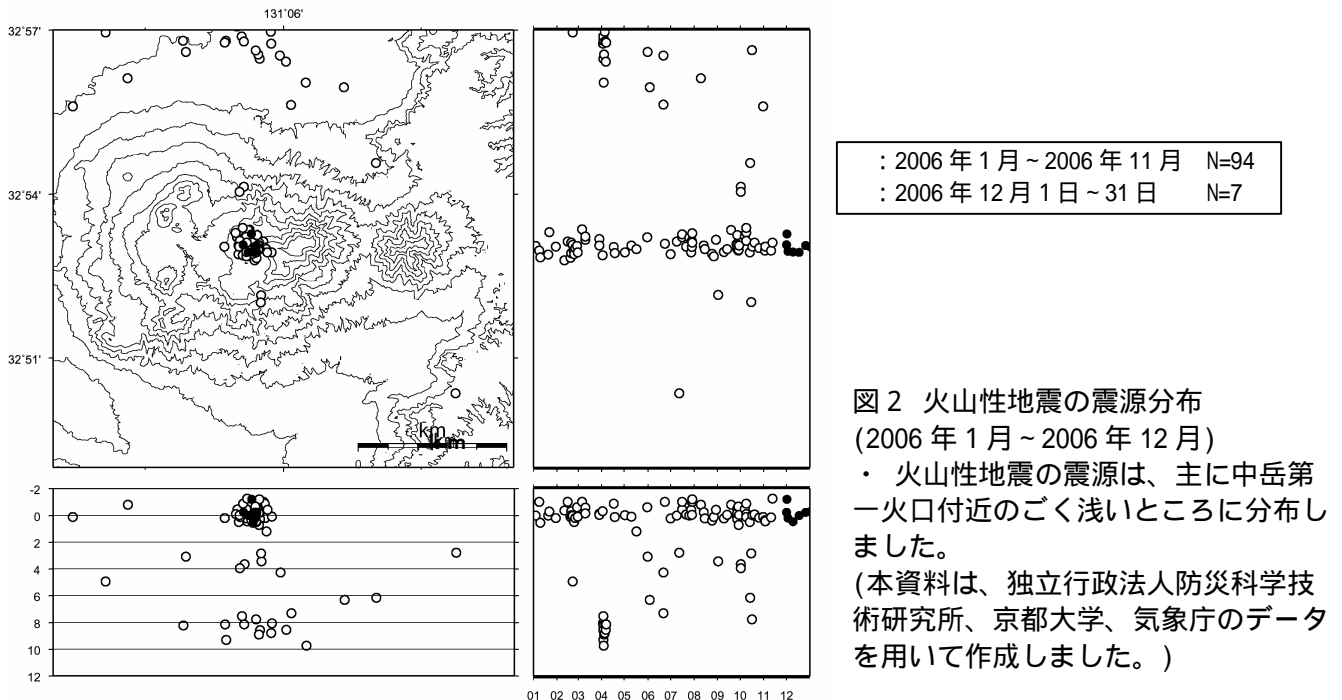 131°06'
32°57'
32°54'
32°51'
km
km
0
5
-2
0
2
4
6
8
10
12
01 02 03 04 05 06 07 08 09 10 11 12
：2006 年 1 月 ~ 2006 年 11 月 N=94
：2006 年 12 月 1 日 ~ 31 日 N=7
図 2 火山性地震の震源分布
(2006 年 1 月 ~ 2006 年 12 月)
・ 火山性地震の震源は、主に中岳第
一火口付近のごく浅いところに分布し
ました。
(本資料は、独立行政法人防災科学技
術研究所、京都大学、気象庁のデータ
を用いて作成しました。)